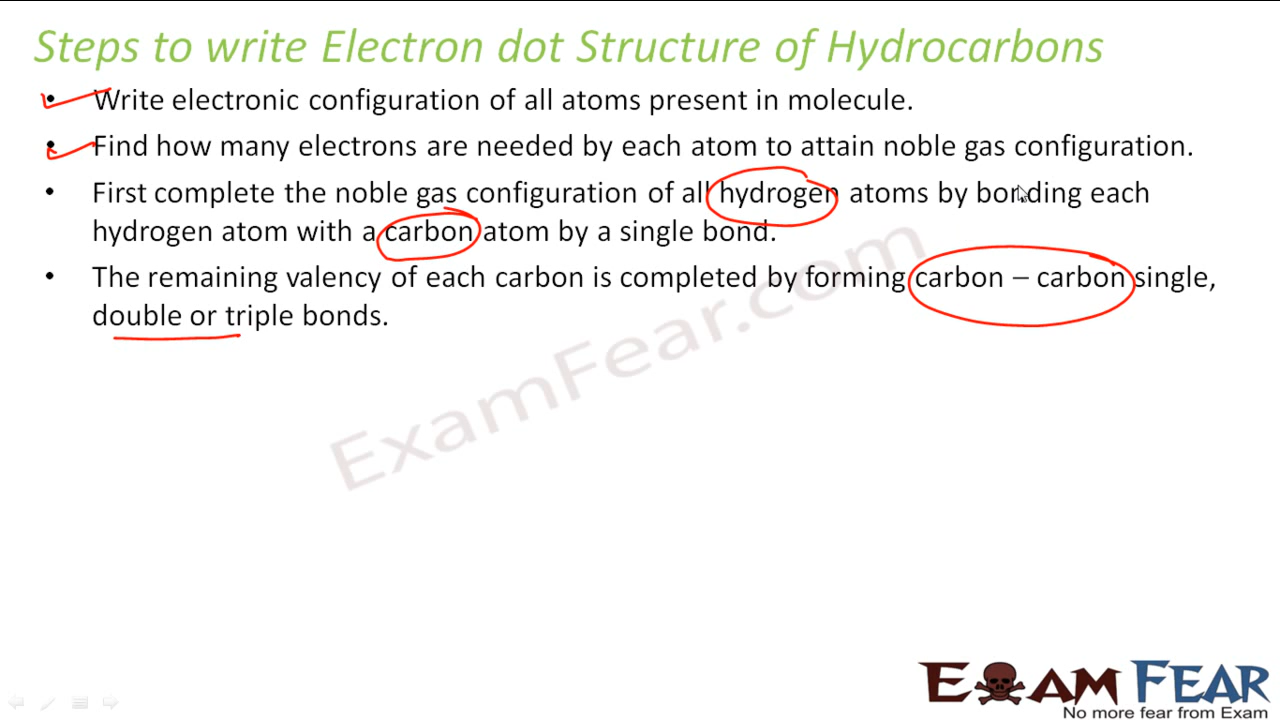 Steps to write Electron dot Structure of Hydrocarbons
• Write electronic configuration of all atoms present in molecule.
• Find how many electrons are needed by each atom to attain noble gas configuration.
• First complete the noble gas configuration of all hydrogen atoms by bonding each
hydrogen atom with a carbon atom by a single bond.
• The remaining valency of each carbon is completed by forming carbon – carbon single,
double or triple bonds.
ExamFear.com
EXAM FEAR
No more fear from Exam